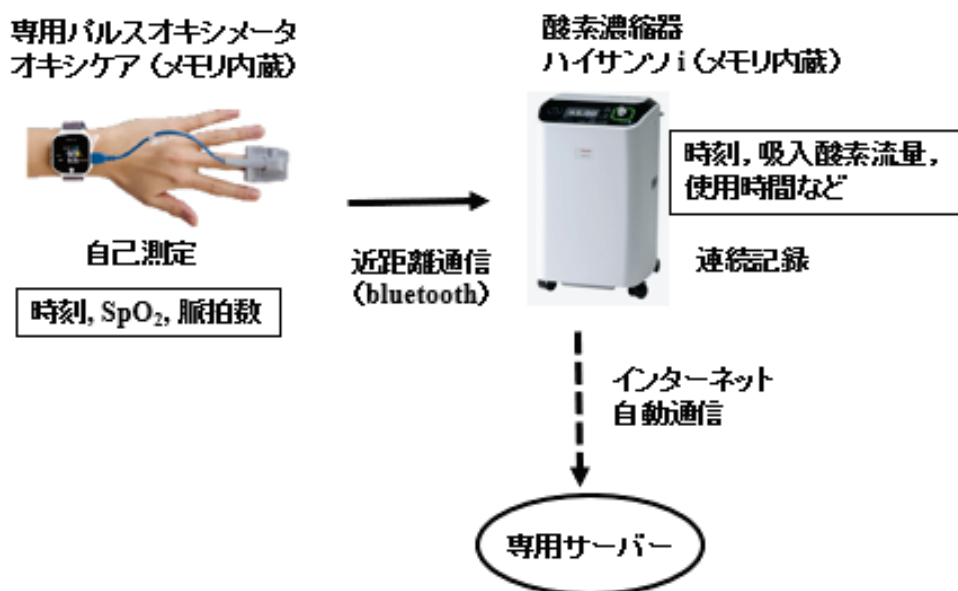 専用パルスオキシメータ
オキシケア（メモリ内蔵）
酸素濃縮器
ハイサンソi（メモリ内蔵）
時刻, 吸入酸素流量,
使用時間など
自己測定
近距離通信
（bluetooth）
連続記録
時刻, SpO₂, 脈拍数
インターネット
自動通信
専用サーバー